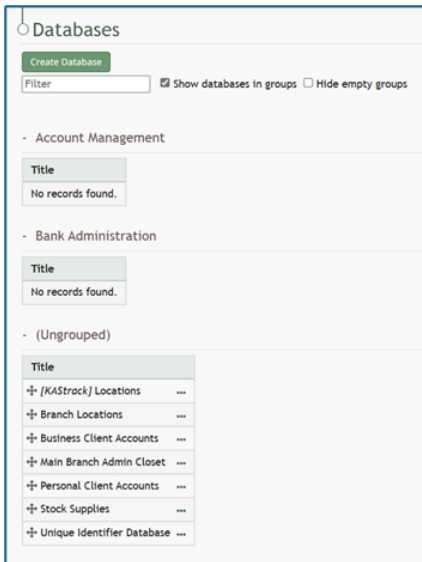 Databases
Create Database
Filter
Show databases in groups Hide empty groups
- Account Management
Title
No records found.
- Bank Administration
Title
No records found.
- (Ungrouped)
Title
[KAStrack] Locations ...
Branch Locations ...
Business Client Accounts ...
Main Branch Admin Closet ...
Personal Client Accounts ...
Stock Supplies ...
Unique Identifier Database ...